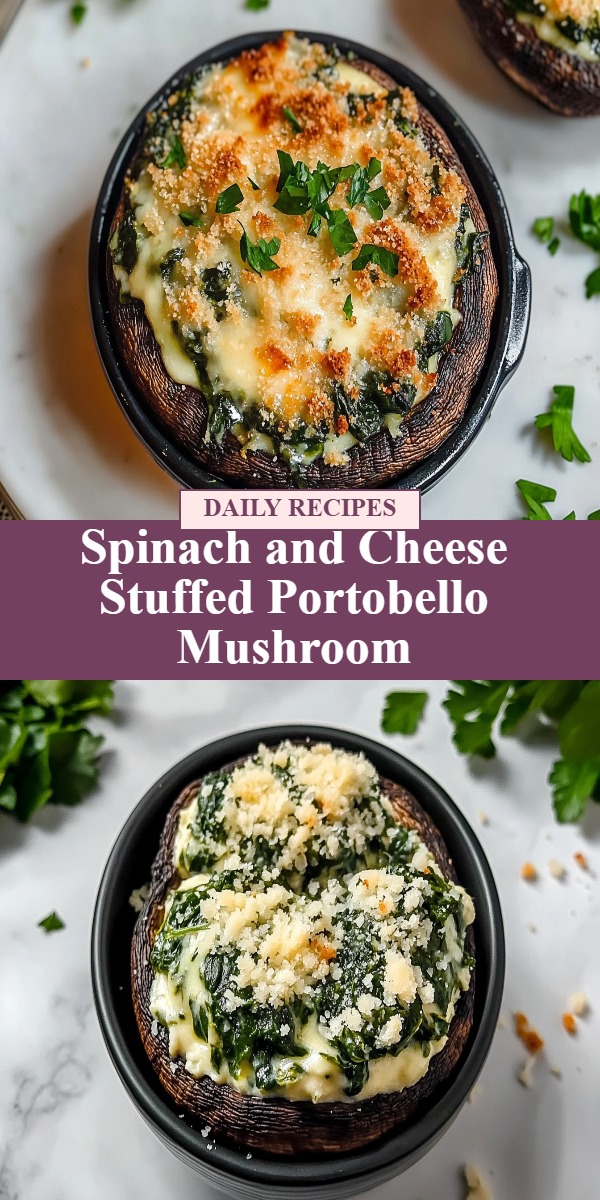 DAILY RECIPES
Spinach and Cheese
Stuffed Portobello
Mushroom